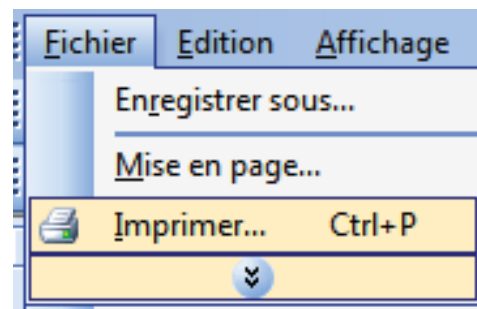 Fichier Edition Affichage
Enregistrer sous...
Mise en page...
Imprimer... Ctrl+P